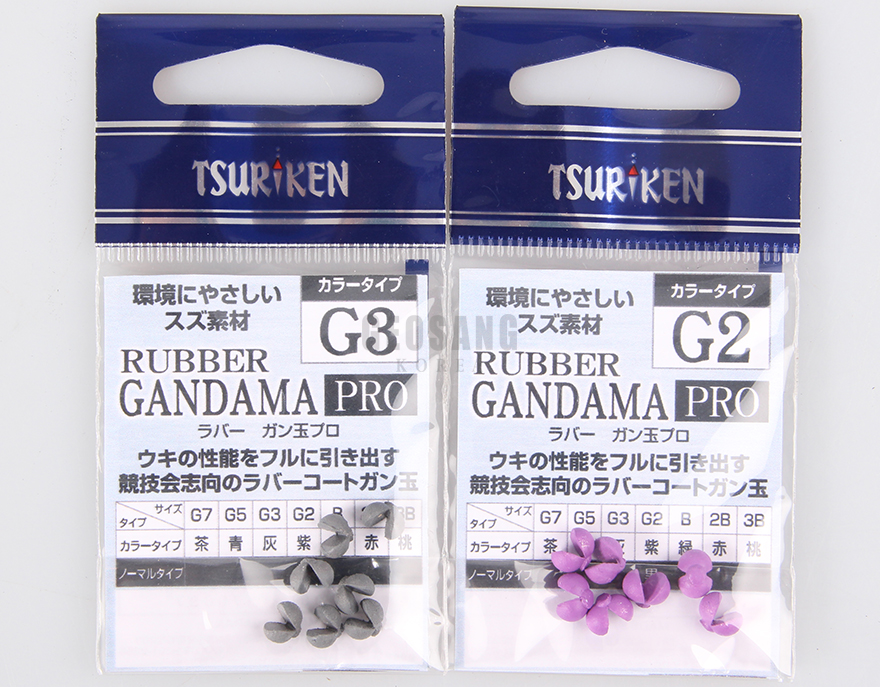 TSURIKEN
環境にやさしい
スズ素材
カラータイプ
G3
RUBBER
GANDAMA PRO
ラバー ガン玉プロ
ウキの性能をフルに引き出す
競技会志向のラバーコートガン玉
サイズ
タイプ
G7 G5 G3 G2 B 3B
カラータイプ 茶 青 灰 紫 赤 桃
ノーマルタイプ
TSURIKEN
環境にやさしい
スズ素材
カラータイプ
G2
RUBBER
GANDAMA PRO
ラバー ガン玉プロ
ウキの性能をフルに引き出す
競技会志向のラバーコートガン玉
サイズ
タイプ
G7 G5 G3 G2 B 2B 3B
カラータイプ 茶 灰 紫 緑 赤 桃
ノーマルタイプ 黒
GEOSANG
KOREA